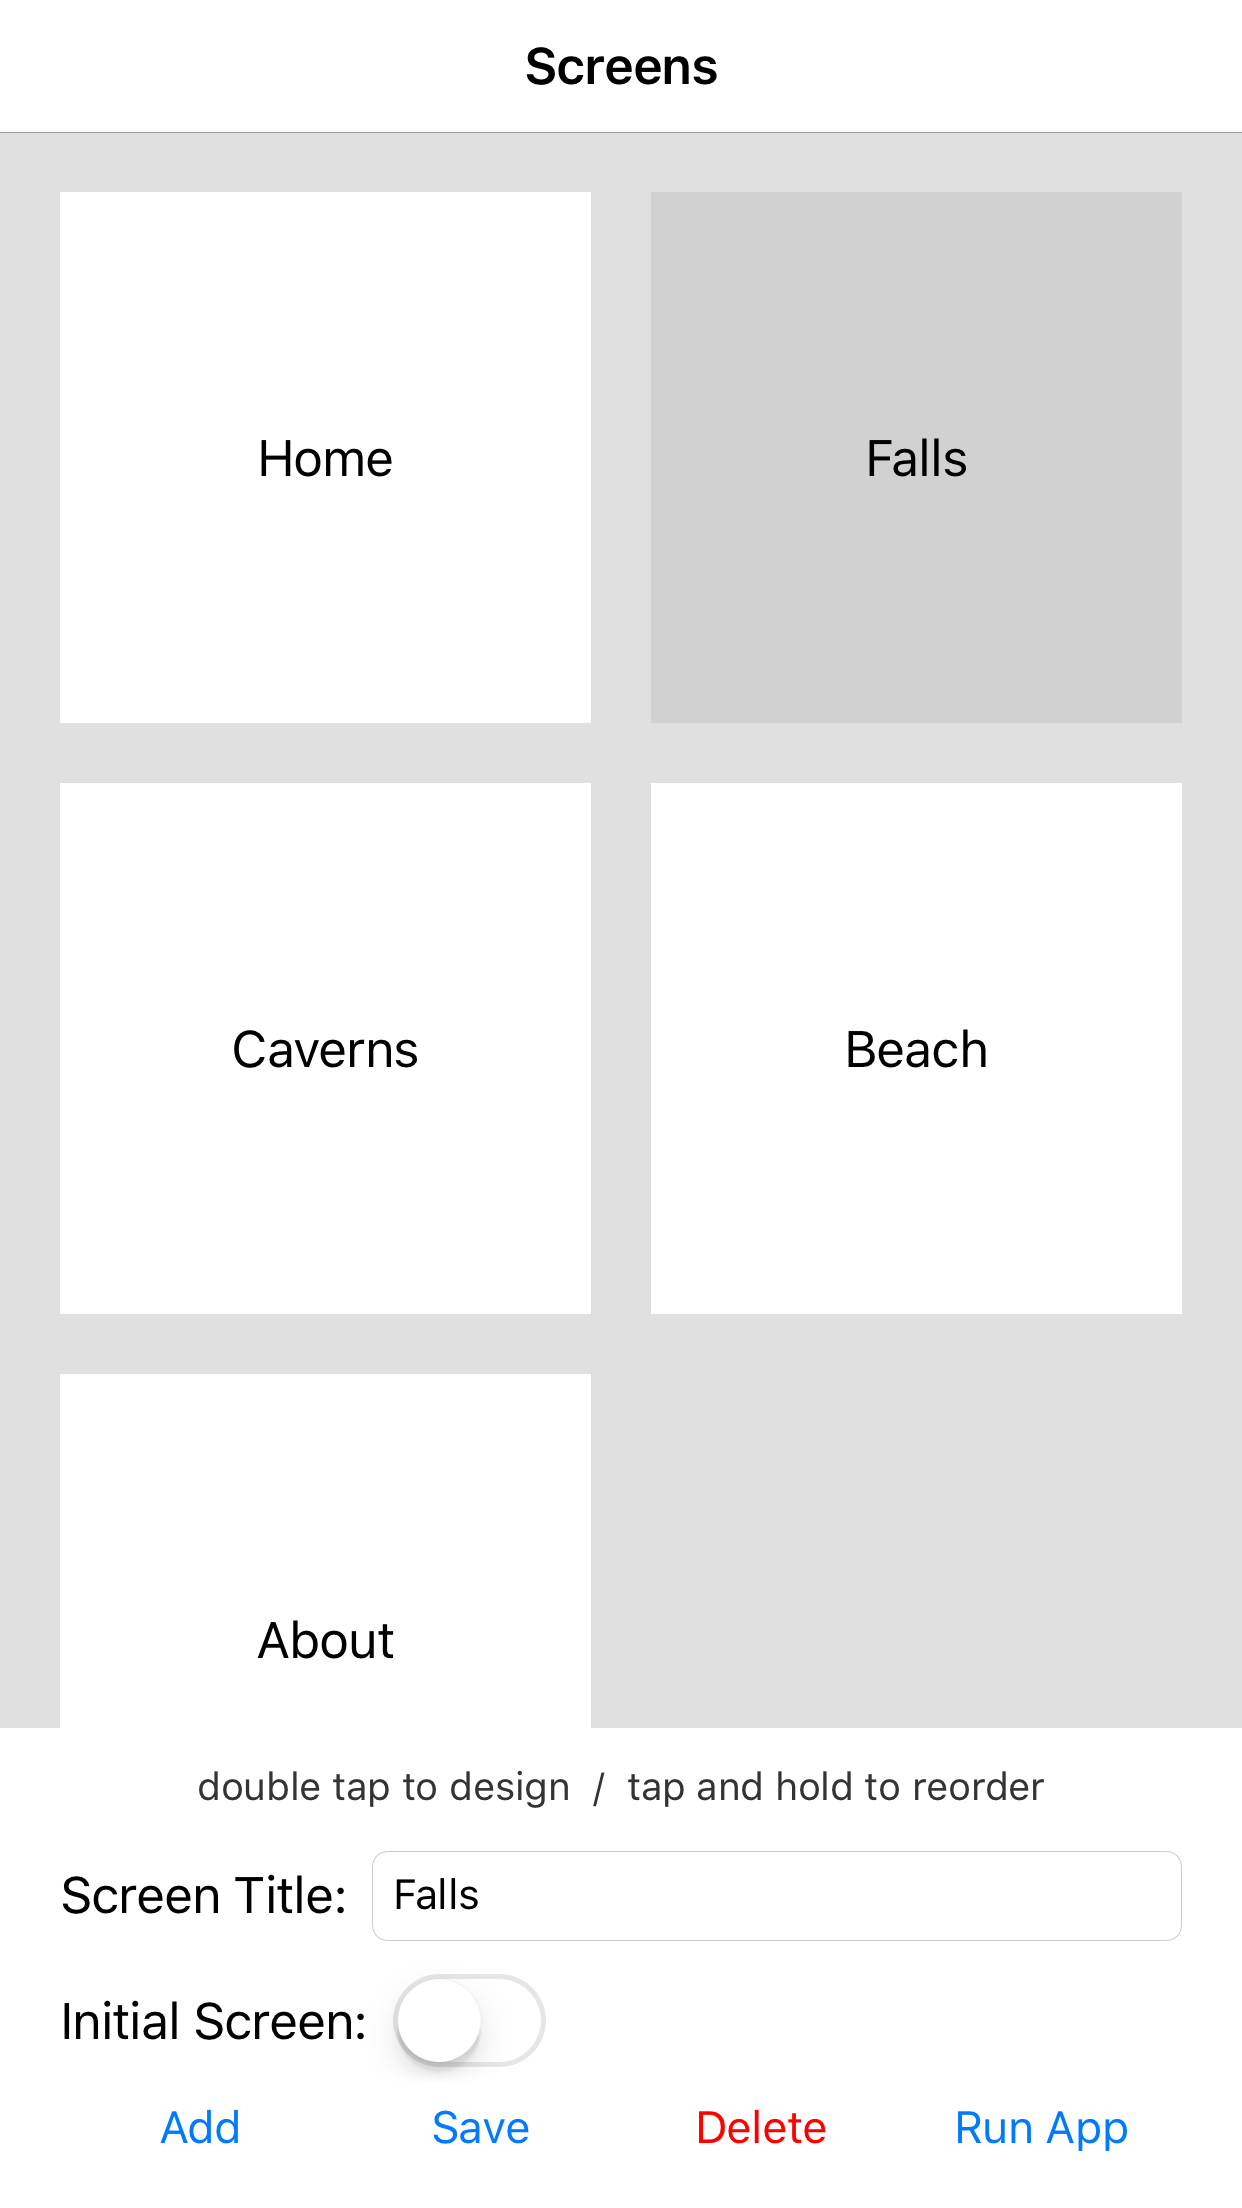 Screens
Home
Falls
Caverns
Beach
About
double tap to design / tap and hold to reorder
Screen Title: Falls
Initial Screen:
Add Save Delete Run App